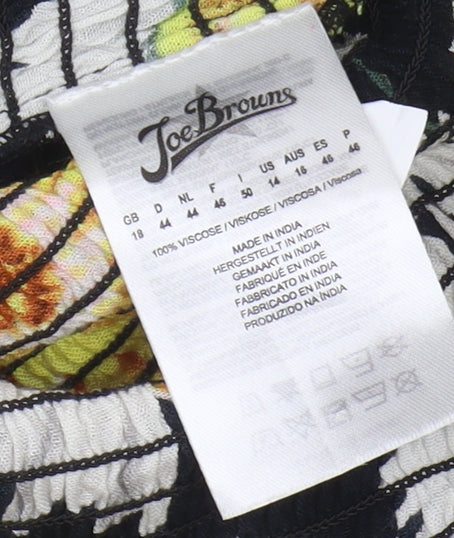 Joe Browns
GB D NL F I US AUS ES P
18 44 44 46 50 14 16 46 46
100% VISCOSE / VISKOSE / VISCOSA / Viscosa
MADE IN INDIA
HERGESTELLT IN INDIEN
GEMAAKT IN INDIA
FABRIQUÉ EN INDE
FABBRICATO IN INDIA
FABRICADO EN INDIA
PRODUZIDO NA INDIA